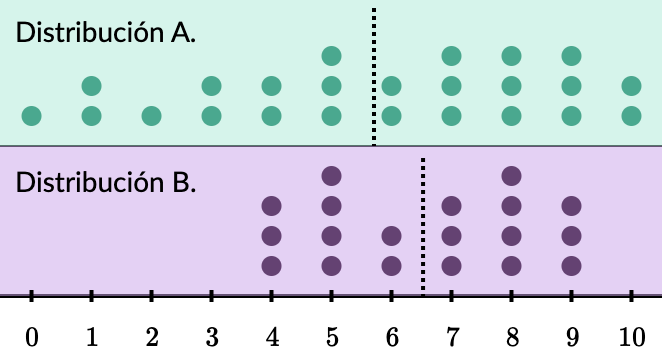 Distribución A.
Distribución B.
0 1 2 3 4 5 6 7 8 9 10